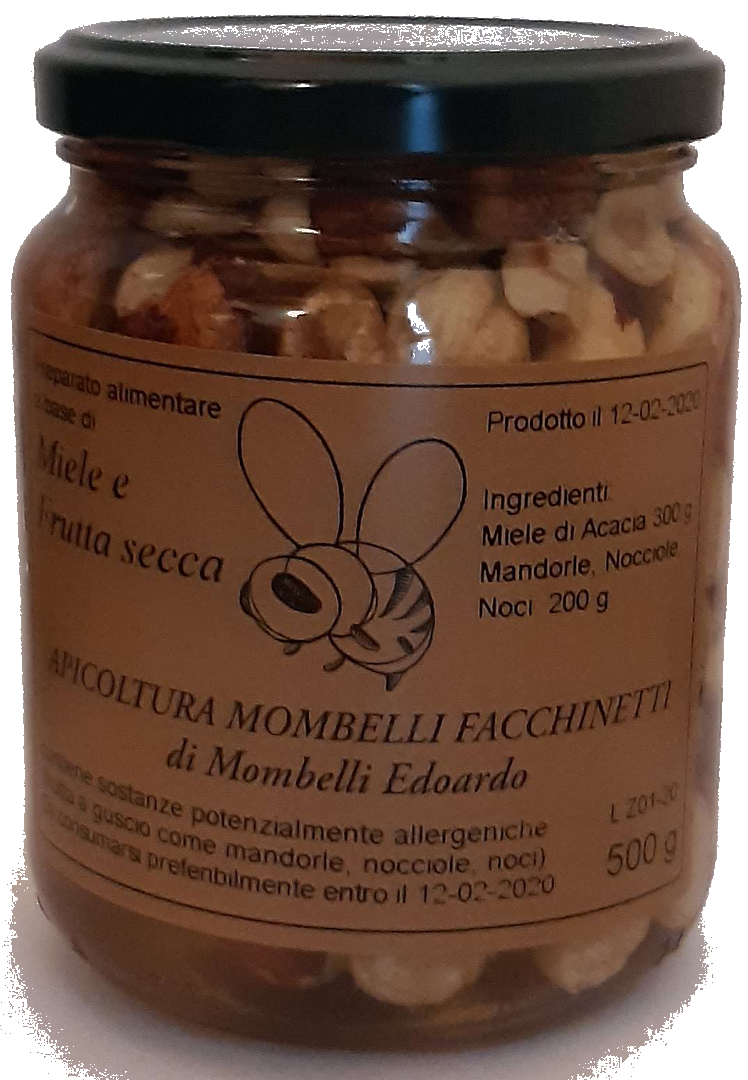 reparato alimentare
a base di
Miele e
Frutta secca
Prodotto il 12-02-2020
Ingredienti:
Miele di Acacia 300 g
Mandorle, Nocciole
Noci 200 g
APICOLTURA MOMBELLI FACCHINETTI
di Mombelli Edoardo
sostanze potenzialmente allergeniche
a guscio come mandorle, nocciole, noci)
consumarsi preferibilmente entro il 12-02-2020
L Z01-20
500 g